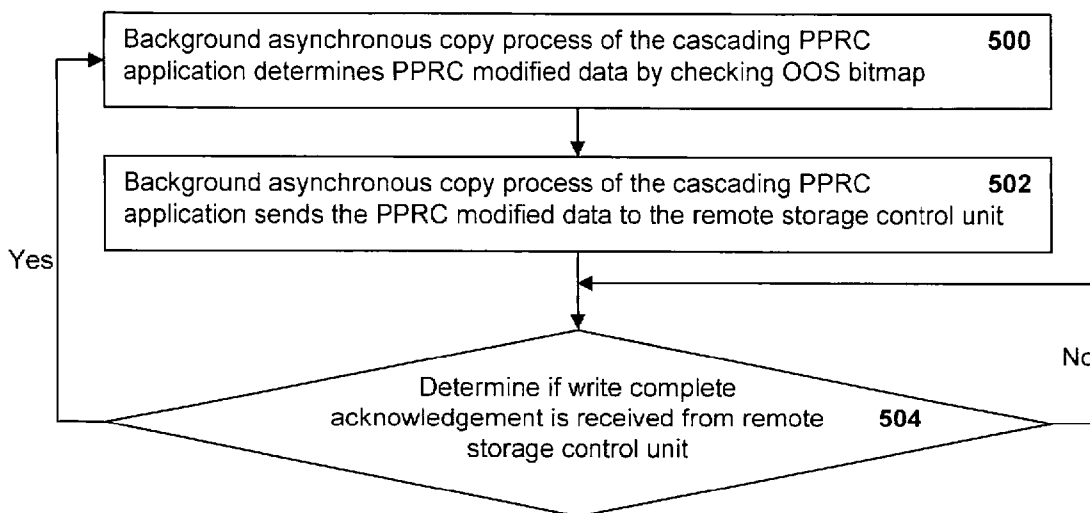 Background asynchronous copy process of the cascading PPRC 500
application determines PPRC modified data by checking OOS bitmap
Background asynchronous copy process of the cascading PPRC 502
application sends the PPRC modified data to the remote storage control unit
Yes
No
Determine if write complete
acknowledgement is received from remote 504
storage control unit